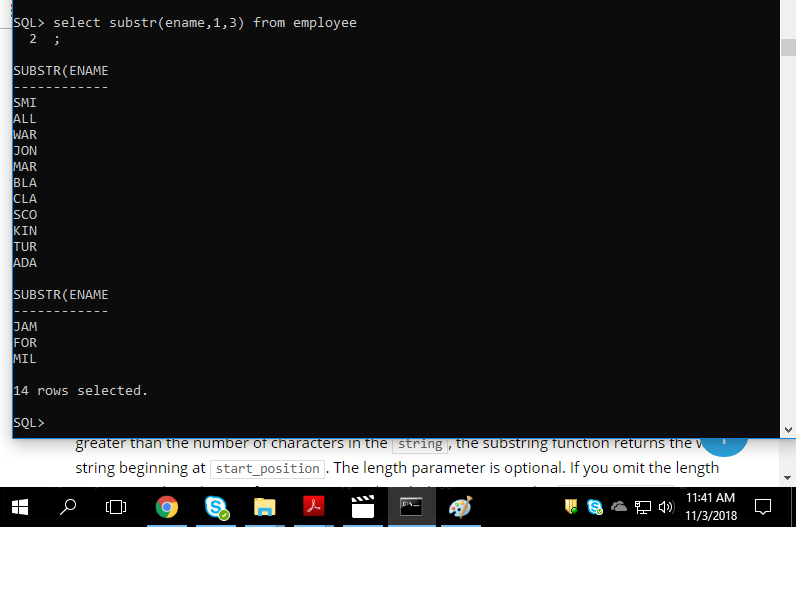 SQL> select substr(ename,1,3) from employee
2 ;
SUBSTR(ENAME
------------
SMI
ALL
WAR
JON
MAR
BLA
CLA
SCO
KIN
TUR
ADA
SUBSTR(ENAME
------------
JAM
FOR
MIL
14 rows selected.
SQL>
greater than the number of characters in the string, the substring function returns the
string beginning at start_position. The length parameter is optional. If you omit the length
11:41 AM
11/3/2018